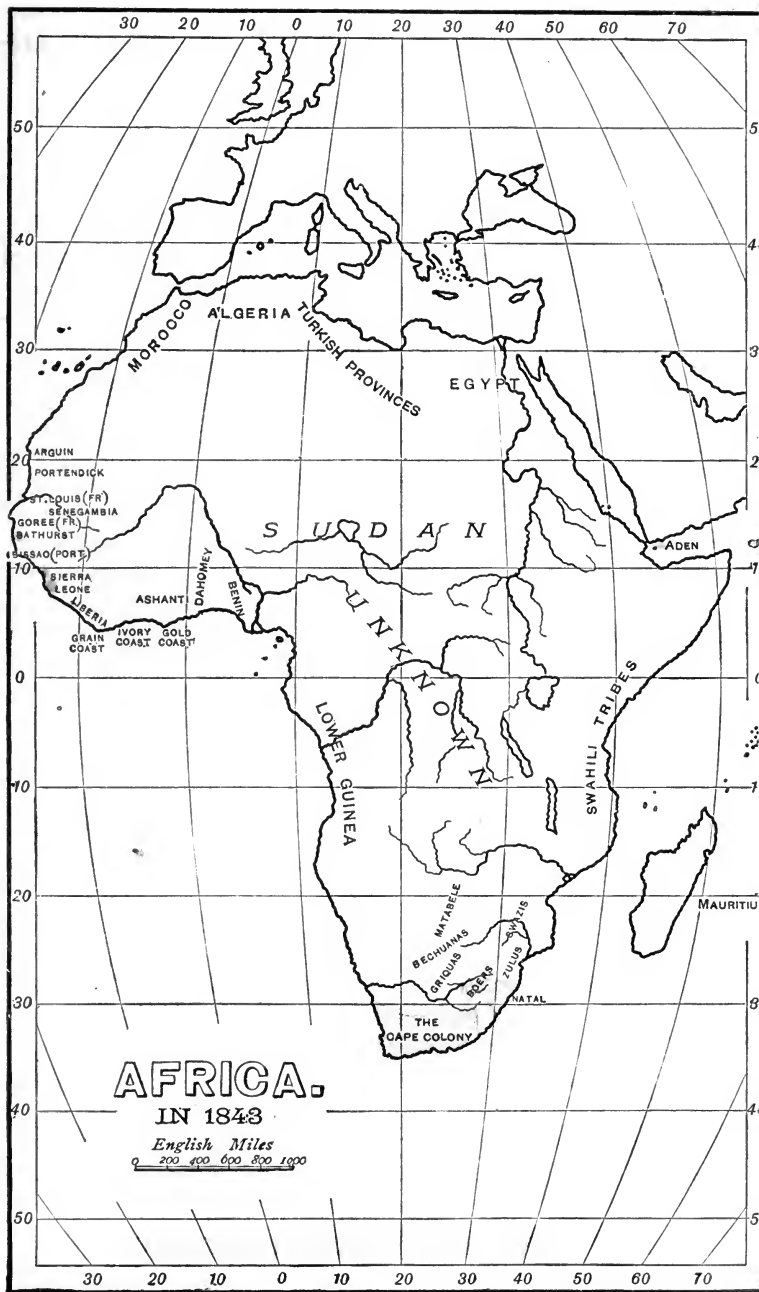 30 20 10 0 10 20 30 40 50 60 70
50
40
30
20
10
0
10
20
30
40
50
MOROCCO
ALGERIA
TURKISH PROVINCES
EGYPT
ARGUIN
PORTENDICK
ST. LOUIS (FR)
SENEGAMBIA
GOREE (FR)
BATHURST
BISSAO (PORT)
SIERRA
LEONE
LIBERIA
GRAIN
COAST
IVORY
COAST
GOLD
COAST
ASHANTI
DAHOMEY
BENIN
SUDAN
ADEN
UNKNOWN
LOWER GUINEA
SWAHILI TRIBES
MATABELE
BECHUANAS
GRIQUAS
BOERS
SWAZIS
ZULUS
NATAL
MAURITIU
THE
CAPE COLONY
AFRICA.
IN 1843
English Miles
0 200 400 600 800 1000
30 20 10 0 10 20 30 40 50 60 70